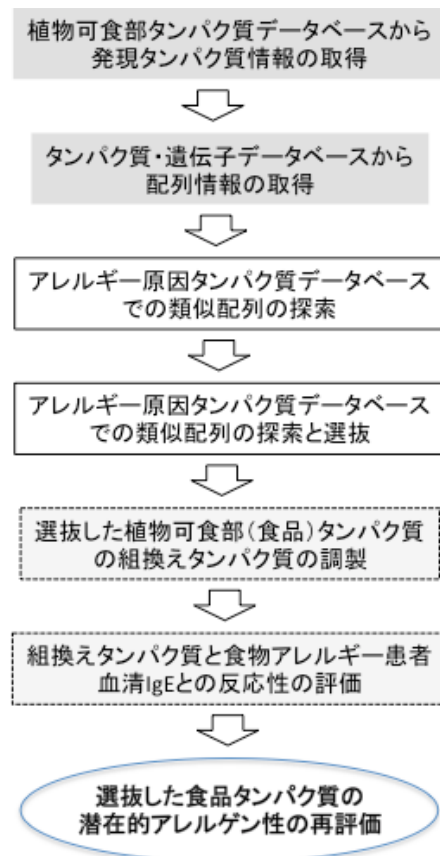 植物可食部タンパク質データベースから
発現タンパク質情報の取得
タンパク質・遺伝子データベースから
配列情報の取得
アレルギー原因タンパク質データベース
での類似配列の探索
アレルギー原因タンパク質データベース
での類似配列の探索と選抜
選抜した植物可食部(食品)タンパク質
の組換えタンパク質の調製
組換えタンパク質と食物アレルギー患者
血清IgEとの反応性の評価
選抜した食品タンパク質の
潜在的アレルゲン性の再評価